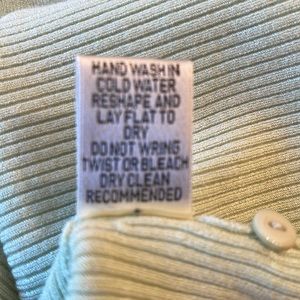 HAND WASH IN
COLD WATER
RESHAPE AND
LAY FLAT TO
DRY
DO NOT WRING
TWIST OR BLEACH
DRY CLEAN
RECOMMENDED